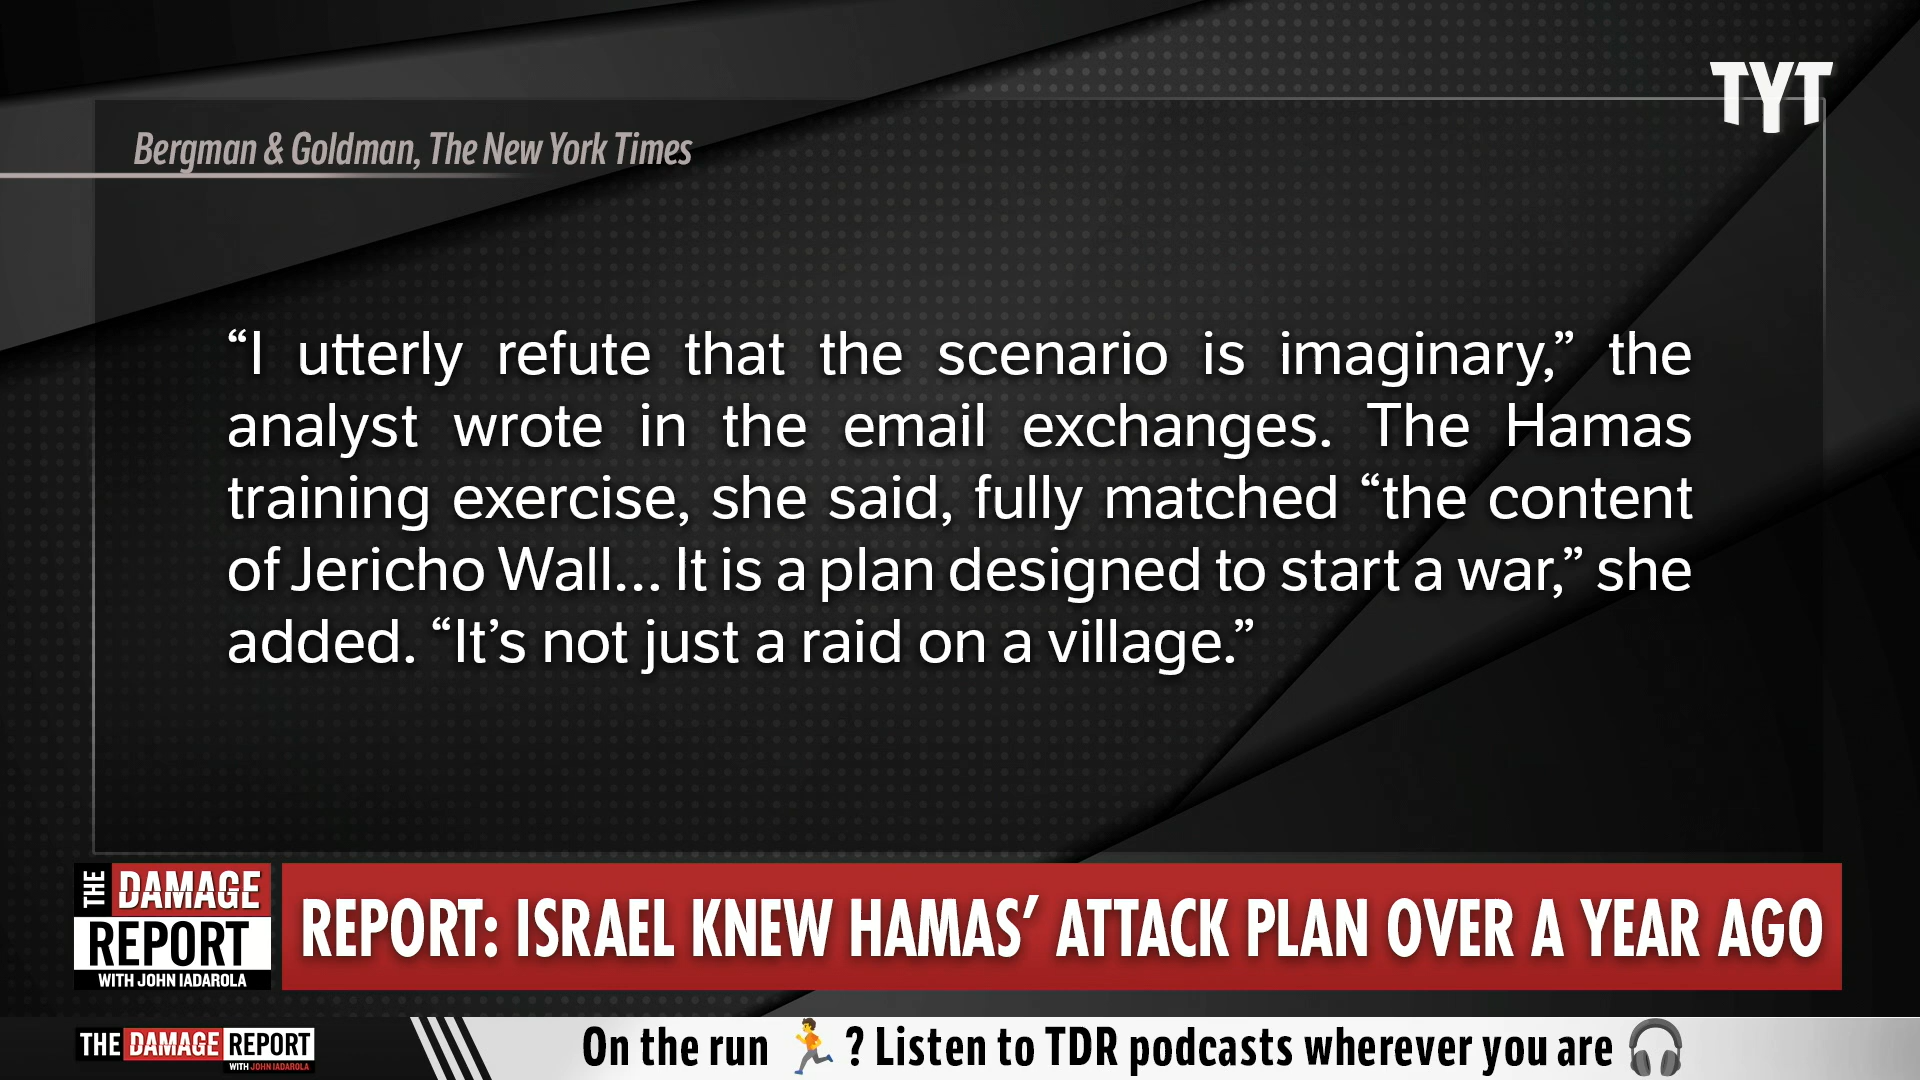 TYT
Bergman & Goldman, The New York Times
“I utterly refute that the scenario is imaginary,” the
analyst wrote in the email exchanges. The Hamas
training exercise, she said, fully matched “the content
of Jericho Wall... It is a plan designed to start a war,” she
added. “It’s not just a raid on a village.”
THE DAMAGE
REPORT
WITH JOHN IADAROLA
REPORT: ISRAEL KNEW HAMAS’ ATTACK PLAN OVER A YEAR AGO
THE DAMAGE REPORT
WITH JOHN IADAROLA
On the run 🏃? Listen to TDR podcasts wherever you are 🎧